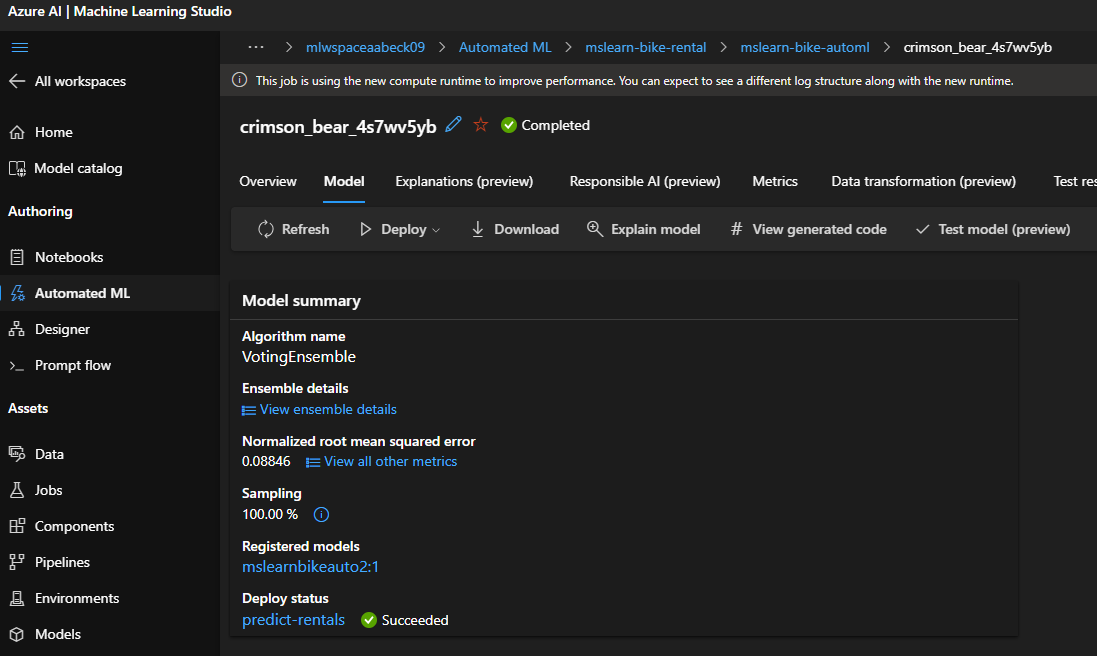 Azure AI | Machine Learning Studio
··· > mlwspaceaabeck09 > Automated ML > mslearn-bike-rental > mslearn-bike-automl > crimson_bear_4s7wv5yb
All workspaces
Home
Model catalog
Authoring
Notebooks
Automated ML
Designer
Prompt flow
Assets
Data
Jobs
Components
Pipelines
Environments
Models
This job is using the new compute runtime to improve performance. You can expect to see a different log structure along with the new runtime.
crimson_bear_4s7wv5yb Completed
Overview Model Explanations (preview) Responsible AI (preview) Metrics Data transformation (preview) Test res
Refresh Deploy Download Explain model # View generated code Test model (preview)
Model summary
Algorithm name
VotingEnsemble
Ensemble details
View ensemble details
Normalized root mean squared error
0.08846 View all other metrics
Sampling
100.00 %
Registered models
mslearnbikeauto2:1
Deploy status
predict-rentals Succeeded